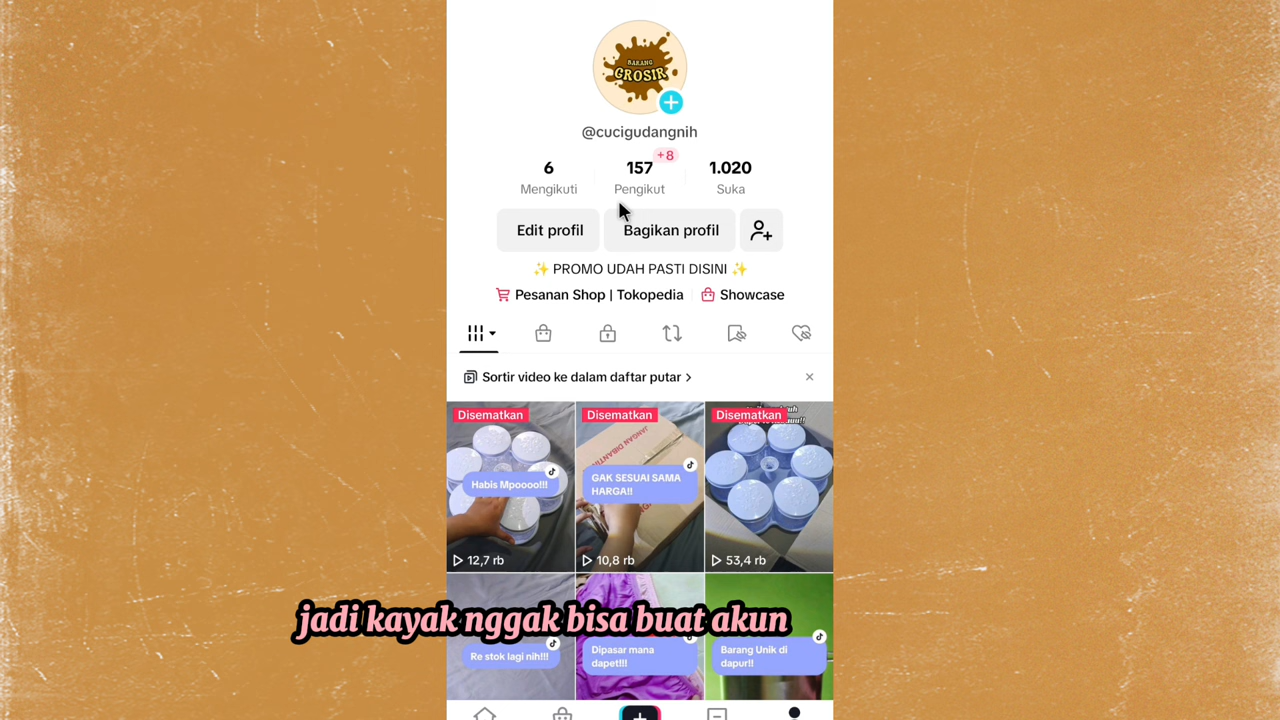 BARANG
GROSIR
@cucigudangnih
6
157
+8
1.020
Mengikuti
Pengikut
Suka
Edit profil
Bagikan profil
✨ PROMO UDAH PASTI DISINI ✨
Pesanan Shop | Tokopedia
Showcase
Sortir video ke dalam daftar putar
Disematkan
Disematkan
Disematkan
JANGAN DIBANTING
Habis Mpoooo!!!
GAK SESUAI SAMA
HARGA!!
12,7 rb
10,8 rb
53,4 rb
jadi kayak nggak bisa buat akun
Re stok lagi nih!!!
Dipasar mana
dapet!!!
Barang Unik di
dapur!!